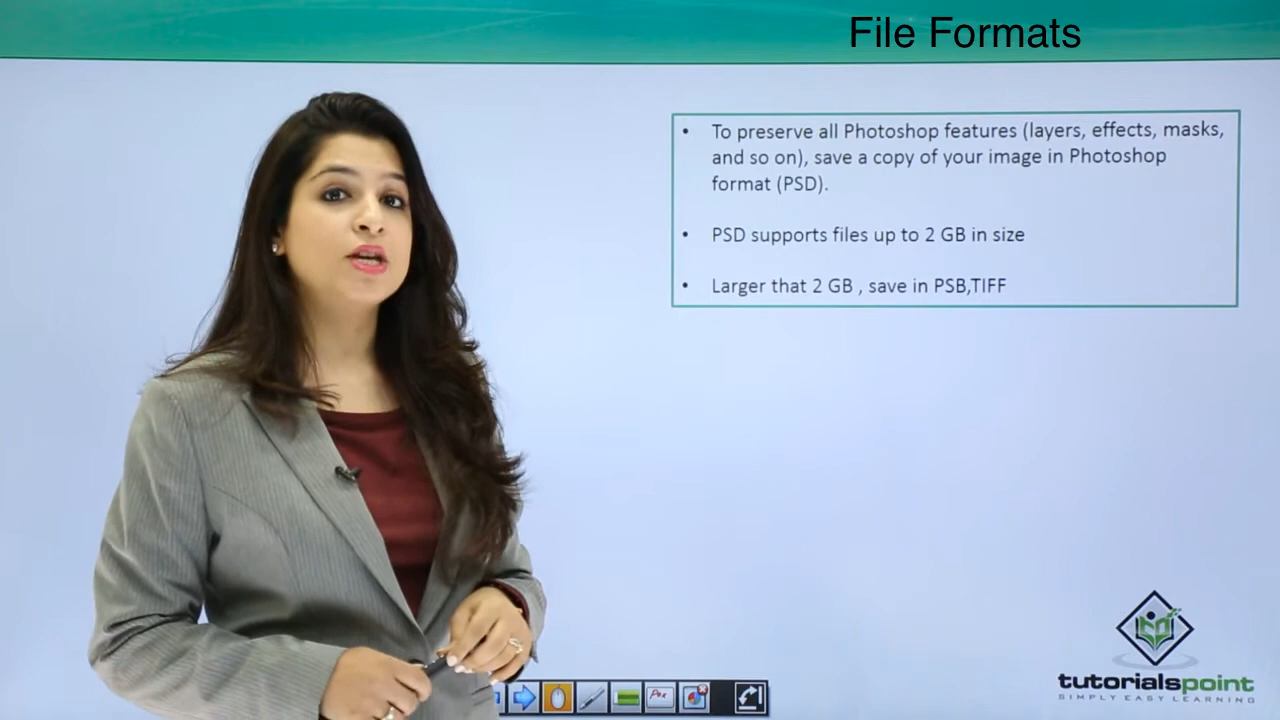 File Formats
• To preserve all Photoshop features (layers, effects, masks,
and so on), save a copy of your image in Photoshop
format (PSD).
• PSD supports files up to 2 GB in size
• Larger that 2 GB , save in PSB,TIFF
Pen
tutorialspoint
SIMPLY EASY LEARNING